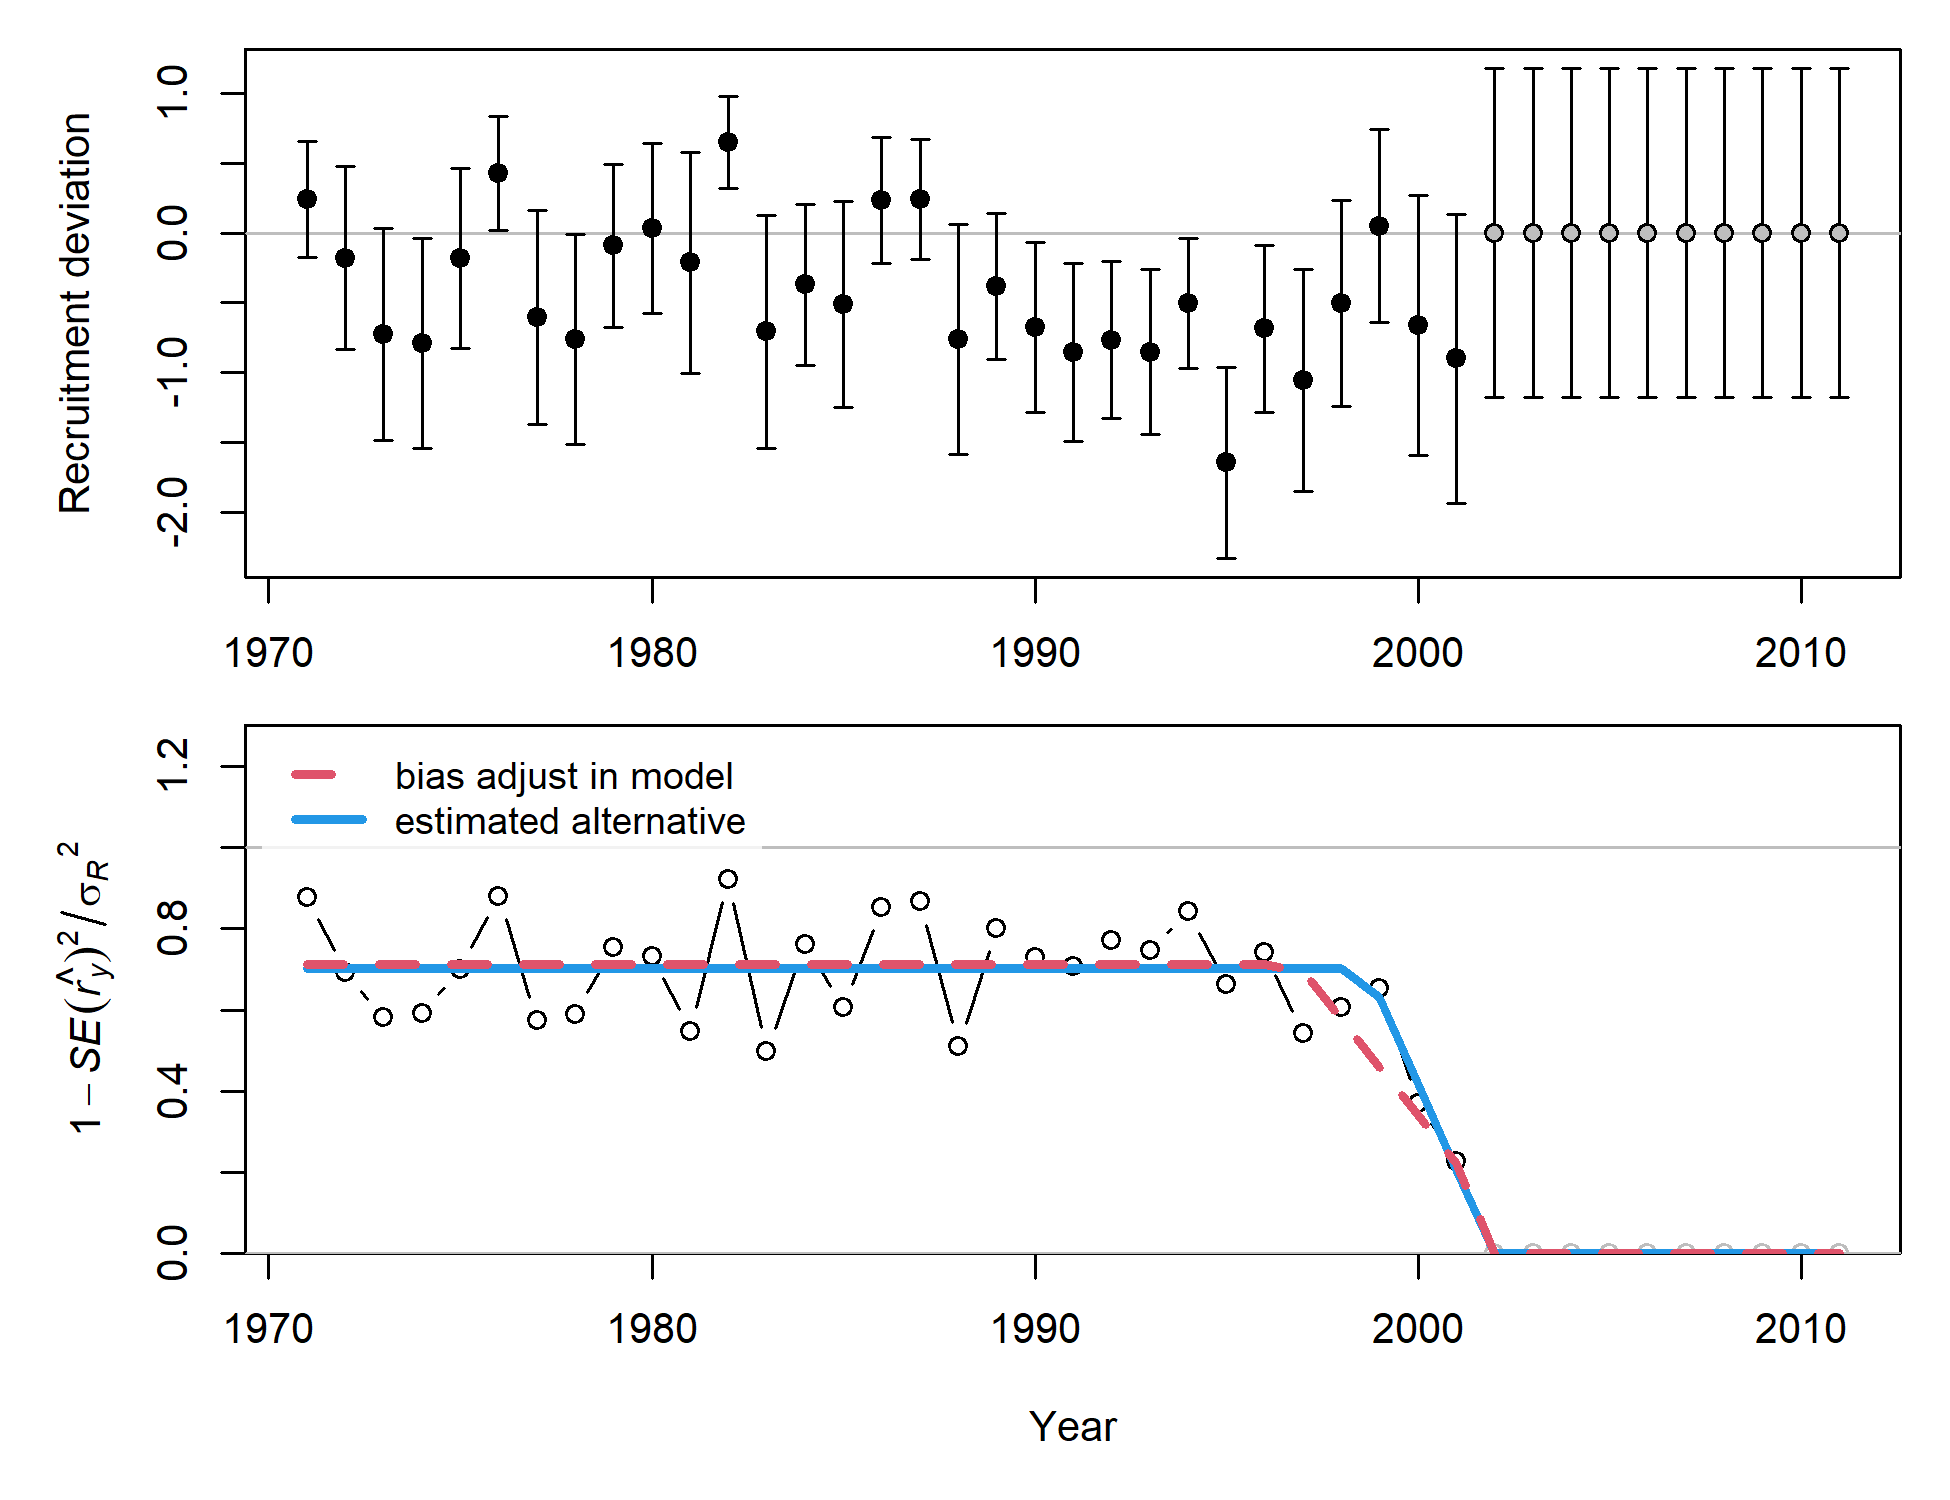 Recruitment deviation
1.0
0.0
-1.0
-2.0
1970 1980 1990 2000 2010
bias adjust in model
estimated alternative
1 − SE(r̂_y)² / σ_R²
1.2
0.8
0.4
0.0
1970 1980 1990 2000 2010
Year